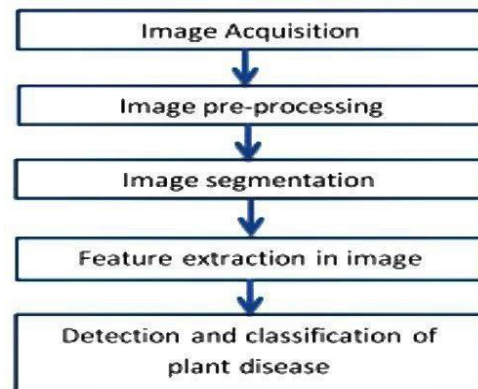 Image Acquisition
Image pre-processing
Image segmentation
Feature extraction in image
Detection and classification of
plant disease